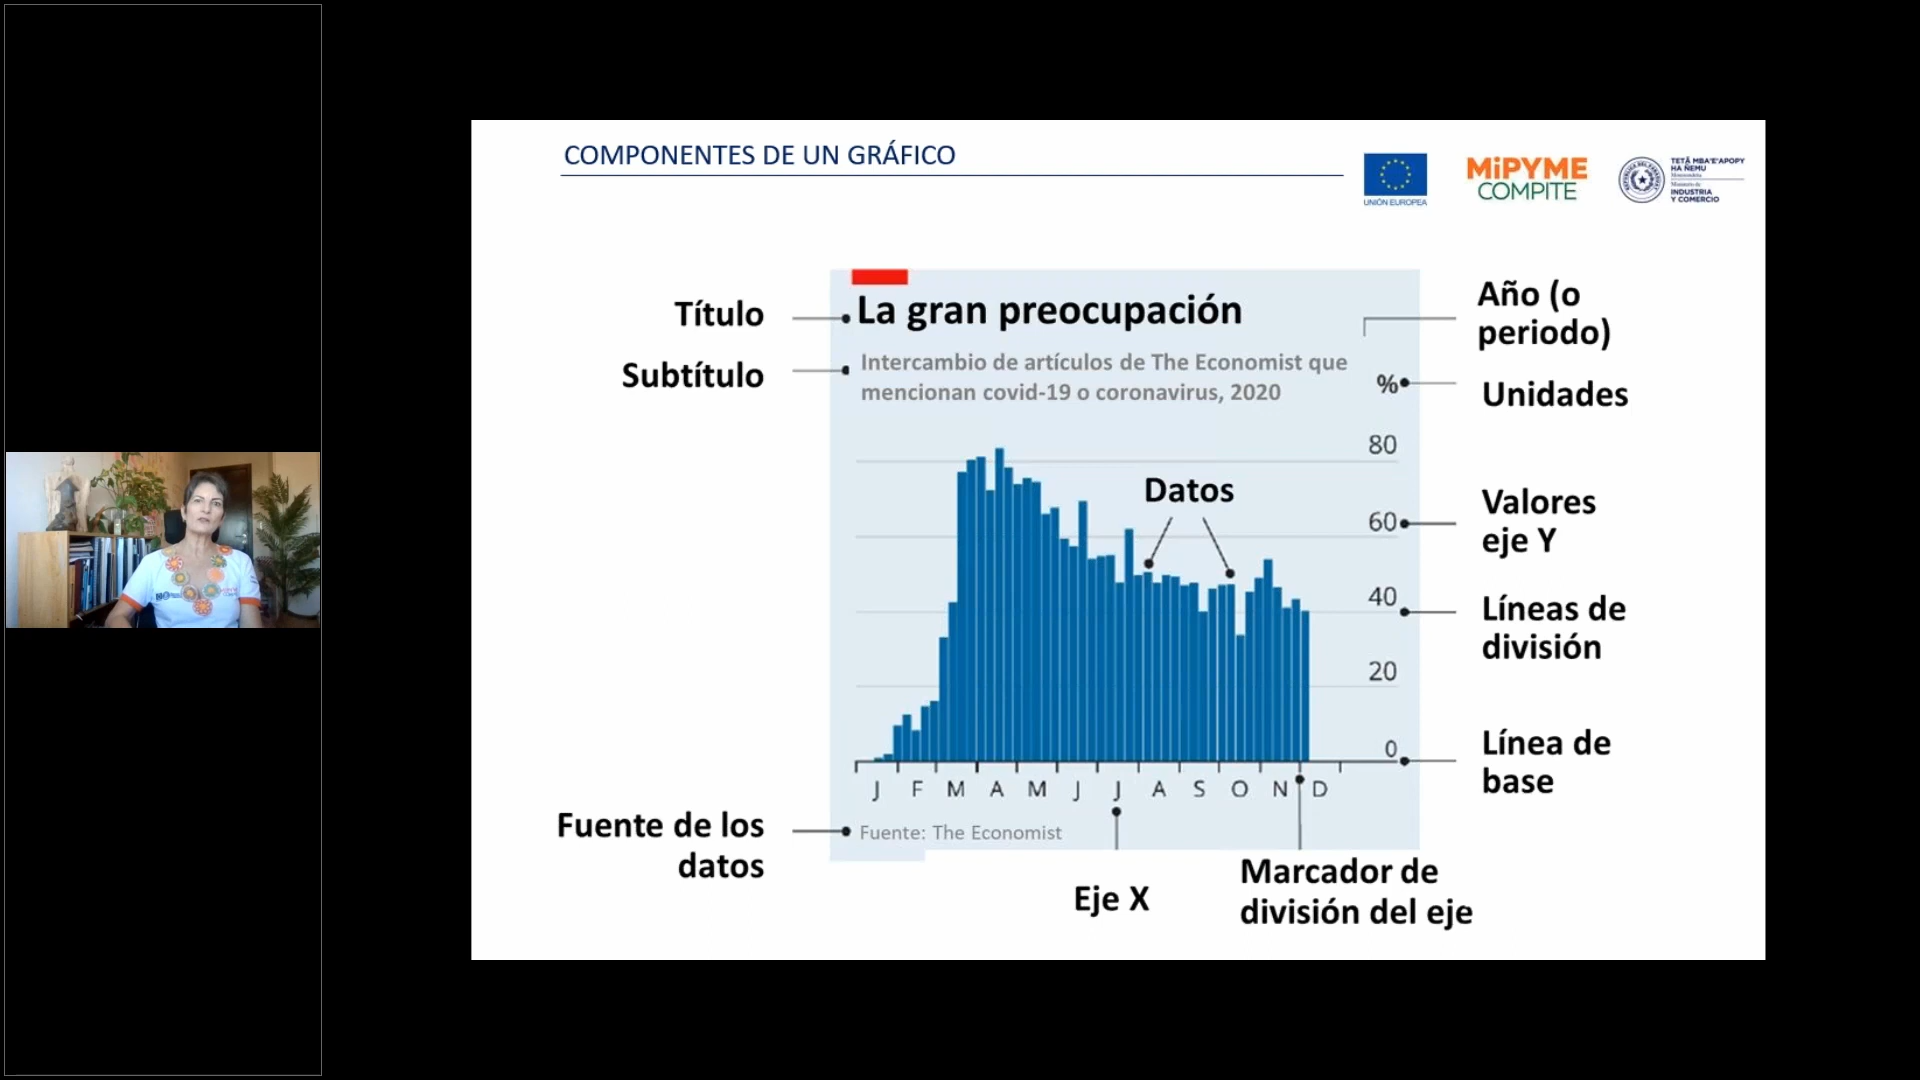 COMPONENTES DE UN GRÁFICO
UNIÓN EUROPEA
MiPYME
COMPITE
TETÃ MBA'E'APOPY
HA ÑEMU
Ministerio de
INDUSTRIA
Y COMERCIO
Título
La gran preocupación
Año (o
periodo)
Subtítulo
Intercambio de artículos de The Economist que
mencionan covid-19 o coronavirus, 2020
%
Unidades
80
Datos
60
Valores
eje Y
40
Líneas de
división
20
0
Línea de
base
J F M A M J J A S O N D
Fuente de los
datos
Fuente: The Economist
Eje X
Marcador de
división del eje